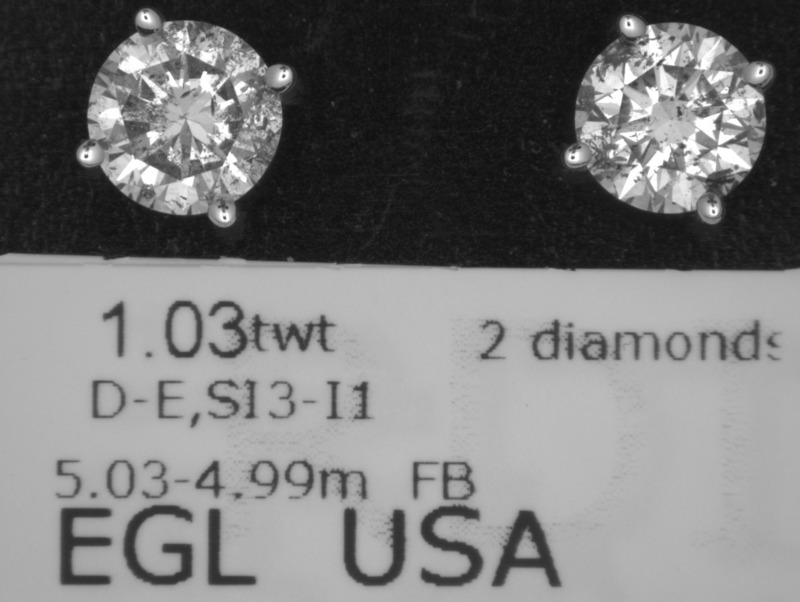 1.03twt 2 diamonds
D-E,SI3-I1
5.03-4.99m FB
EGL USA